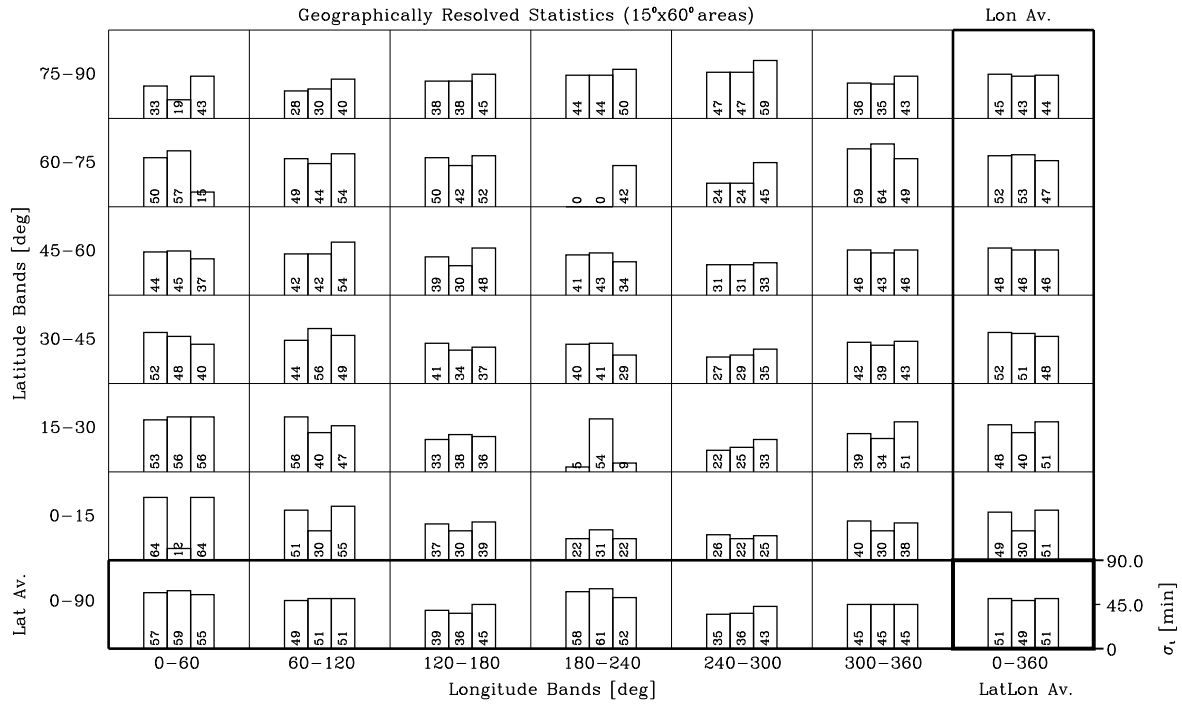 Geographically Resolved Statistics (15°x60° areas) Lon Av.
75−90 33 19 43 28 30 40 38 38 45 44 44 50 47 47 59 36 35 43 45 43 44
60−75 50 57 15 49 44 54 50 42 52 0 0 42 24 24 45 59 64 49 52 53 47
45−60 44 45 37 42 42 54 39 30 48 41 43 34 31 31 33 46 43 46 48 46 46
30−45 52 48 40 44 56 49 41 34 37 40 41 29 27 29 35 42 39 43 52 51 48
15−30 53 56 56 56 40 47 33 38 36 5 54 9 22 25 33 39 34 51 48 40 51
0−15 64 12 64 51 30 55 37 30 39 22 31 22 26 22 25 40 30 38 49 30 51
0−90 57 59 55 49 51 51 39 36 45 58 61 52 35 36 43 45 45 45 51 49 51
Latitude Bands [deg]
Lat Av.
90.0
45.0
0
σι [min]
0−60 60−120 120−180 180−240 240−300 300−360 0−360
Longitude Bands [deg] LatLon Av.